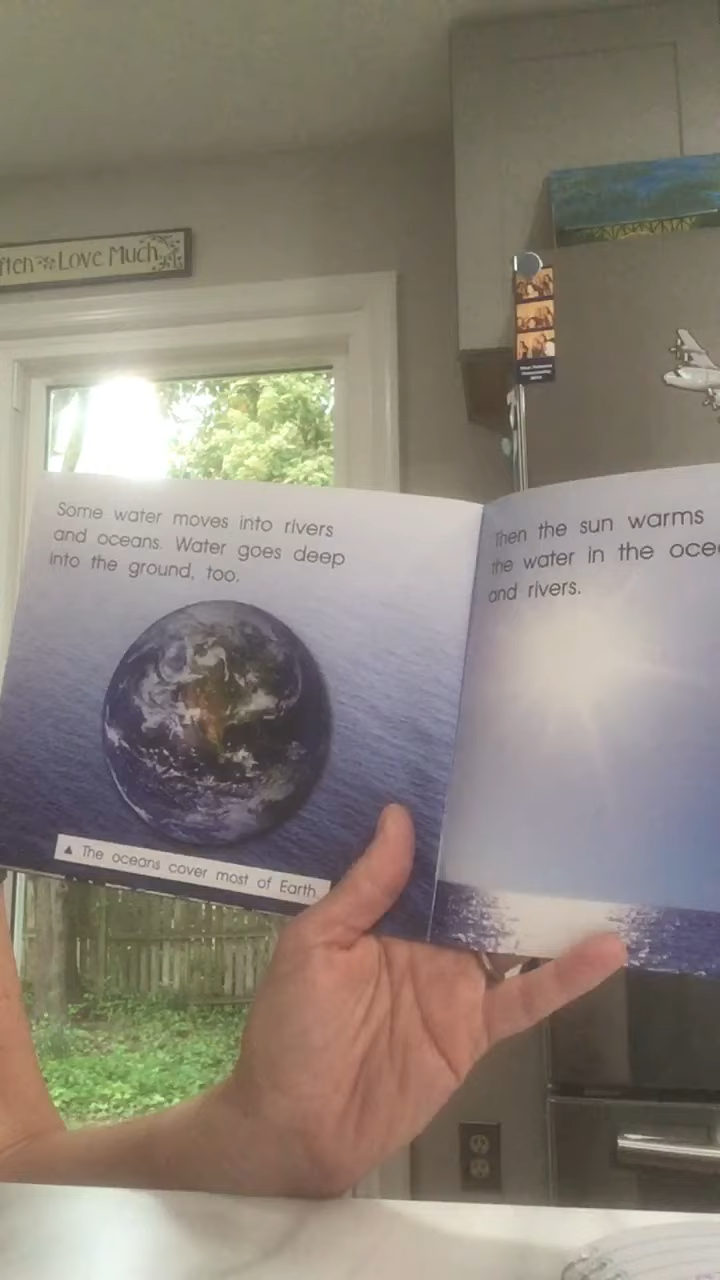 Love Much
Some water moves into rivers
and oceans. Water goes deep
into the ground, too.
▲ The oceans cover most of Earth.
Then the sun warms
the water in the
and rivers.